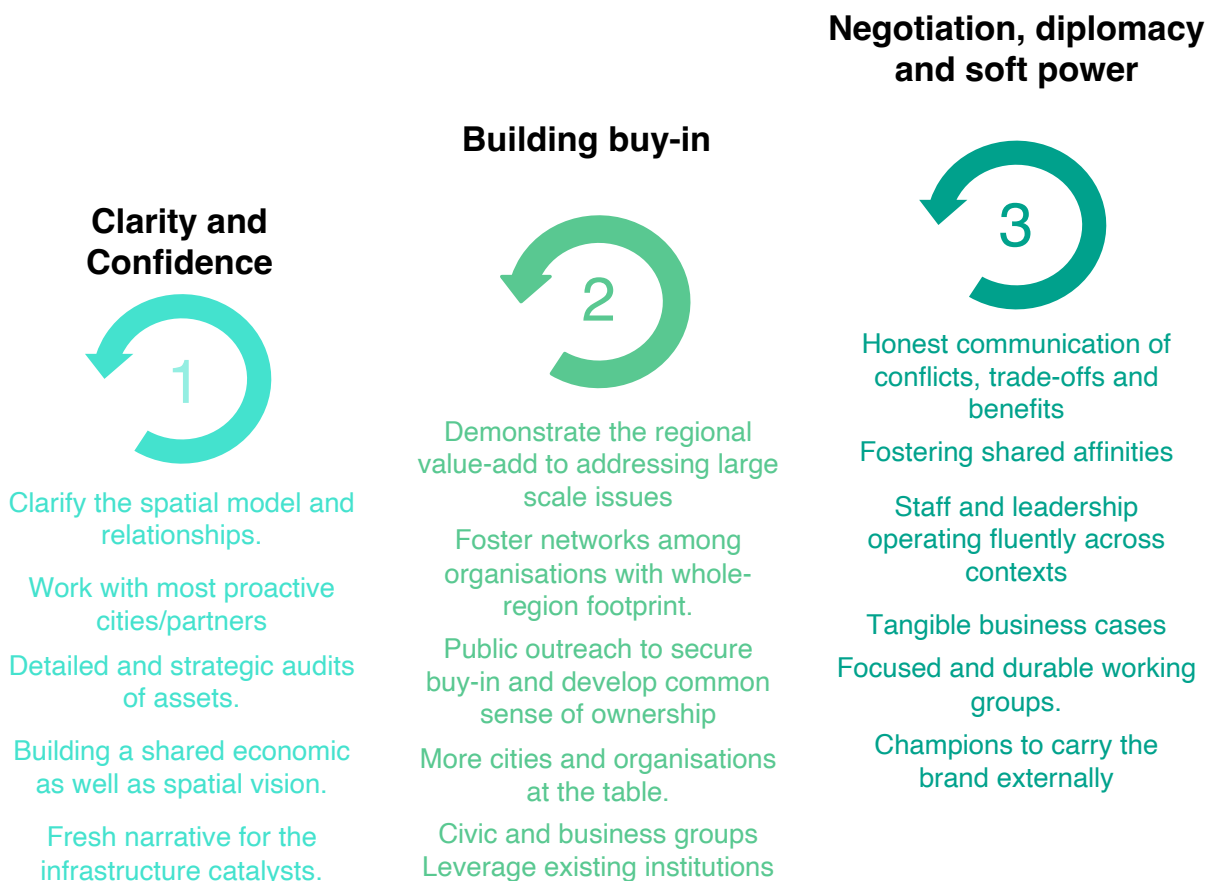 Clarity and
Confidence
1
Clarify the spatial model and
relationships.
Work with most proactive
cities/partners
Detailed and strategic audits
of assets.
Building a shared economic
as well as spatial vision.
Fresh narrative for the
infrastructure catalysts.
Building buy-in
2
Demonstrate the regional
value-add to addressing large
scale issues
Foster networks among
organisations with whole-
region footprint.
Public outreach to secure
buy-in and develop common
sense of ownership
More cities and organisations
at the table.
Civic and business groups
Leverage existing institutions
Negotiation, diplomacy
and soft power
3
Honest communication of
conflicts, trade-offs and
benefits
Fostering shared affinities
Staff and leadership
operating fluently across
contexts
Tangible business cases
Focused and durable working
groups.
Champions to carry the
brand externally